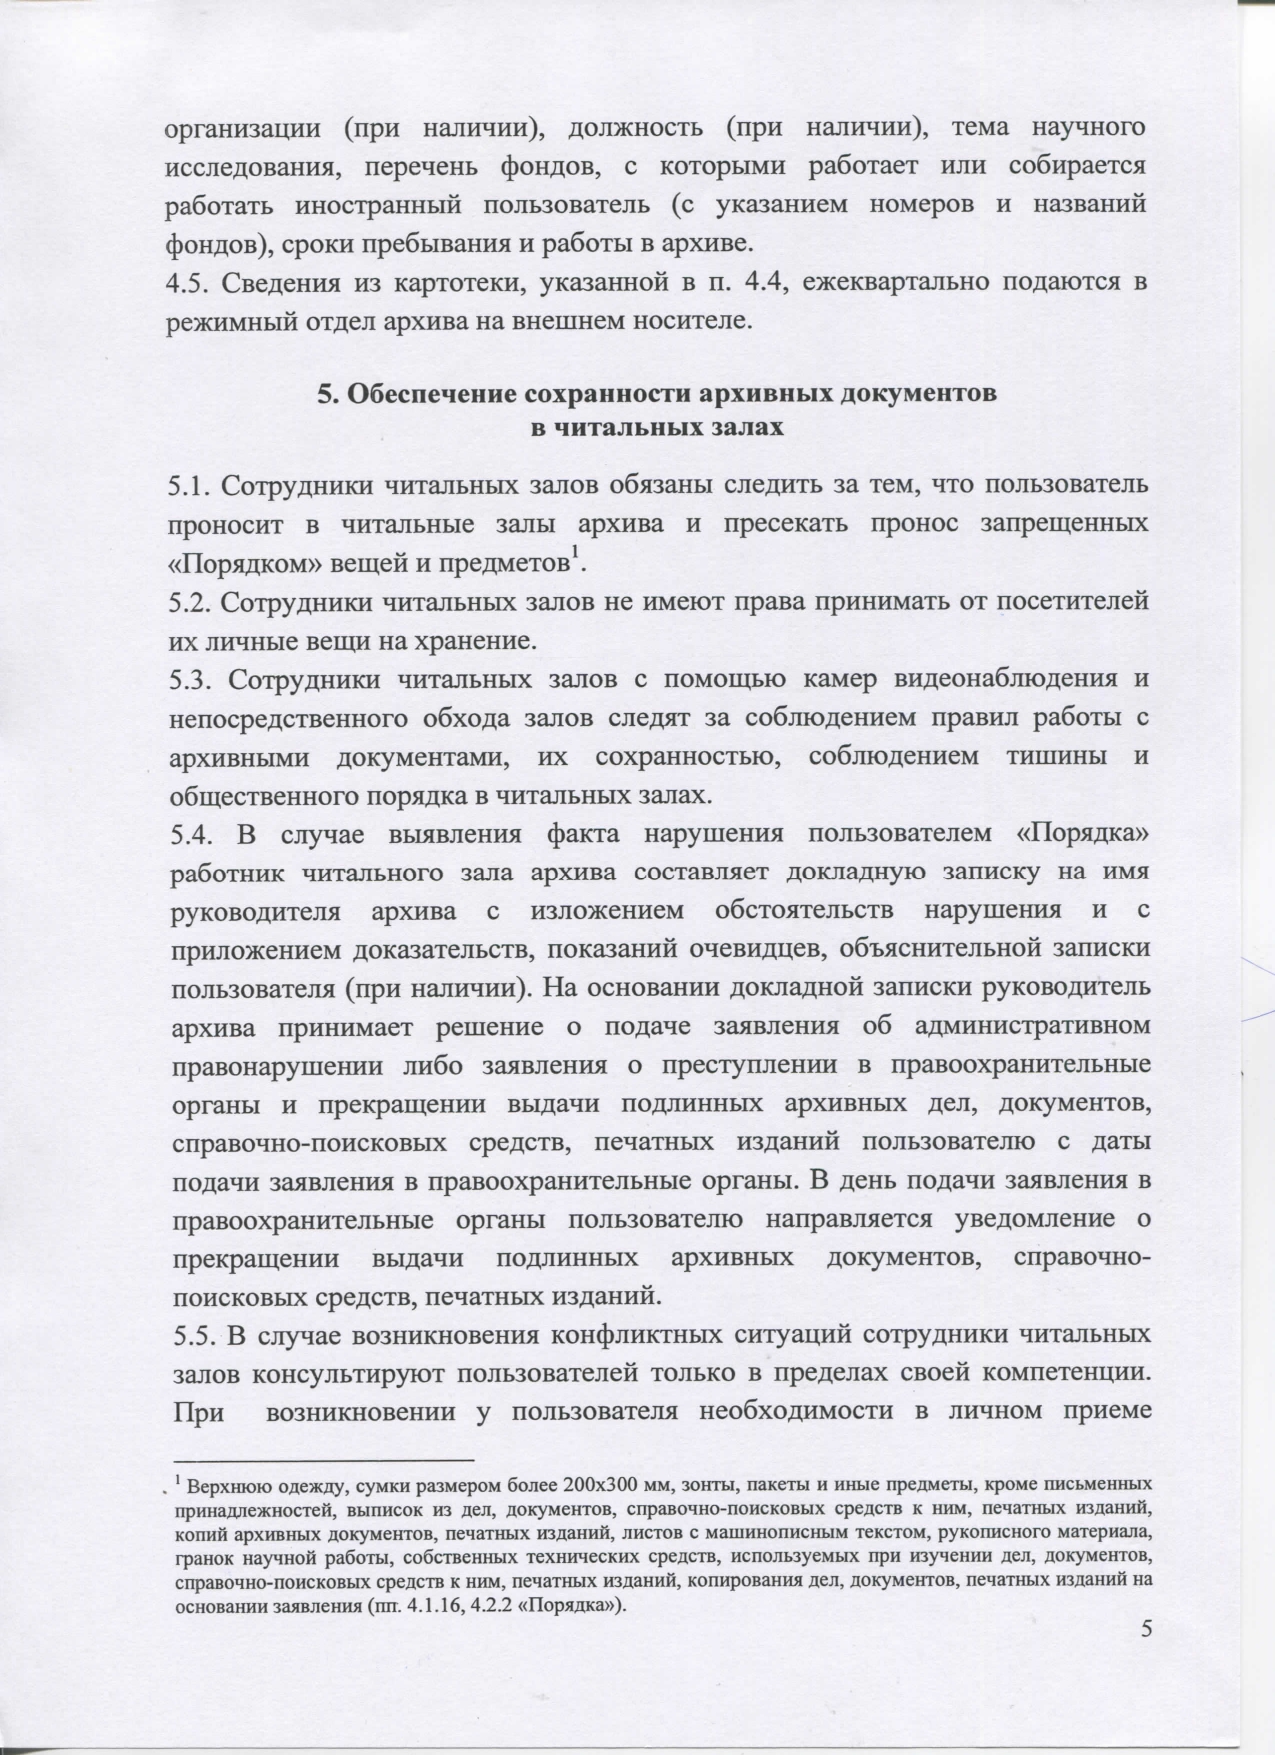 организации (при наличии), должность (при наличии), тема научного
исследования, перечень фондов, с которыми работает или собирается
работать иностранный пользователь (с указанием номеров и названий
фондов), сроки пребывания и работы в архиве.
4.5. Сведения из картотеки, указанной в п. 4.4, ежеквартально подаются в
режимный отдел архива на внешнем носителе.
5. Обеспечение сохранности архивных документов
в читальных залах
5.1. Сотрудники читальных залов обязаны следить за тем, что пользователь
проносит в читальные залы архива и пресекать пронос запрещенных
«Порядком» вещей и предметов¹.
5.2. Сотрудники читальных залов не имеют права принимать от посетителей
их личные вещи на хранение.
5.3. Сотрудники читальных залов с помощью камер видеонаблюдения и
непосредственного обхода залов следят за соблюдением правил работы с
архивными документами, их сохранностью, соблюдением тишины и
общественного порядка в читальных залах.
5.4. В случае выявления факта нарушения пользователем «Порядка»
работник читального зала архива составляет докладную записку на имя
руководителя архива с изложением обстоятельств нарушения и с
приложением доказательств, показаний очевидцев, объяснительной записки
пользователя (при наличии). На основании докладной записки руководитель
архива принимает решение о подаче заявления об административном
правонарушении либо заявления о преступлении в правоохранительные
органы и прекращении выдачи подлинных архивных дел, документов,
справочно-поисковых средств, печатных изданий пользователю с даты
подачи заявления в правоохранительные органы. В день подачи заявления в
правоохранительные органы пользователю направляется уведомление о
прекращении выдачи подлинных архивных документов, справочно-
поисковых средств, печатных изданий.
5.5. В случае возникновения конфликтных ситуаций сотрудники читальных
залов консультируют пользователей только в пределах своей компетенции.
При возникновении у пользователя необходимости в личном приеме
¹ Верхнюю одежду, сумки размером более 200х300 мм, зонты, пакеты и иные предметы, кроме письменных
принадлежностей, выписок из дел, документов, справочно-поисковых средств к ним, печатных изданий,
копий архивных документов, печатных изданий, листов с машинописным текстом, рукописного материала,
гранок научной работы, собственных технических средств, используемых при изучении дел, документов,
справочно-поисковых средств к ним, печатных изданий, копирования дел, документов, печатных изданий на
основании заявления (пп. 4.1.16, 4.2.2 «Порядка»).
5